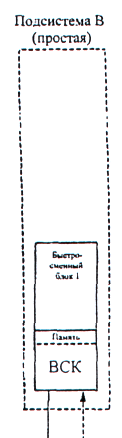 Подсистема В
(простая)
Быстро-
сменный
блок 1
Память
ВСК